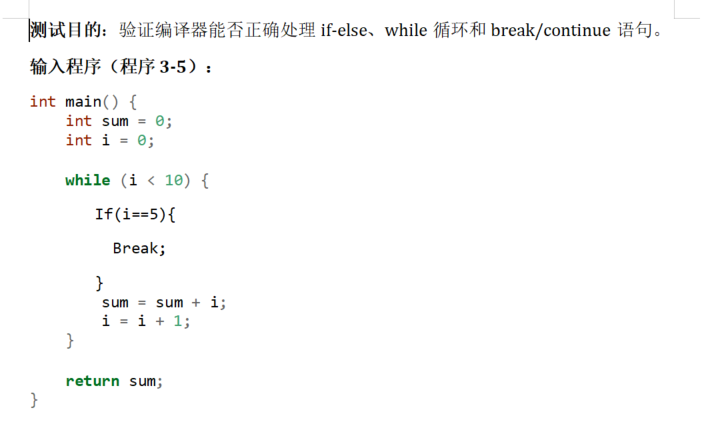 测试目的：验证编译器能否正确处理 if-else、while 循环和 break/continue 语句。
输入程序（程序 3-5）：
int main() {
    int sum = 0;
    int i = 0;
    while (i < 10) {
        If(i==5){
          Break;
        }
        sum = sum + i;
        i = i + 1;
    }
    return sum;
}